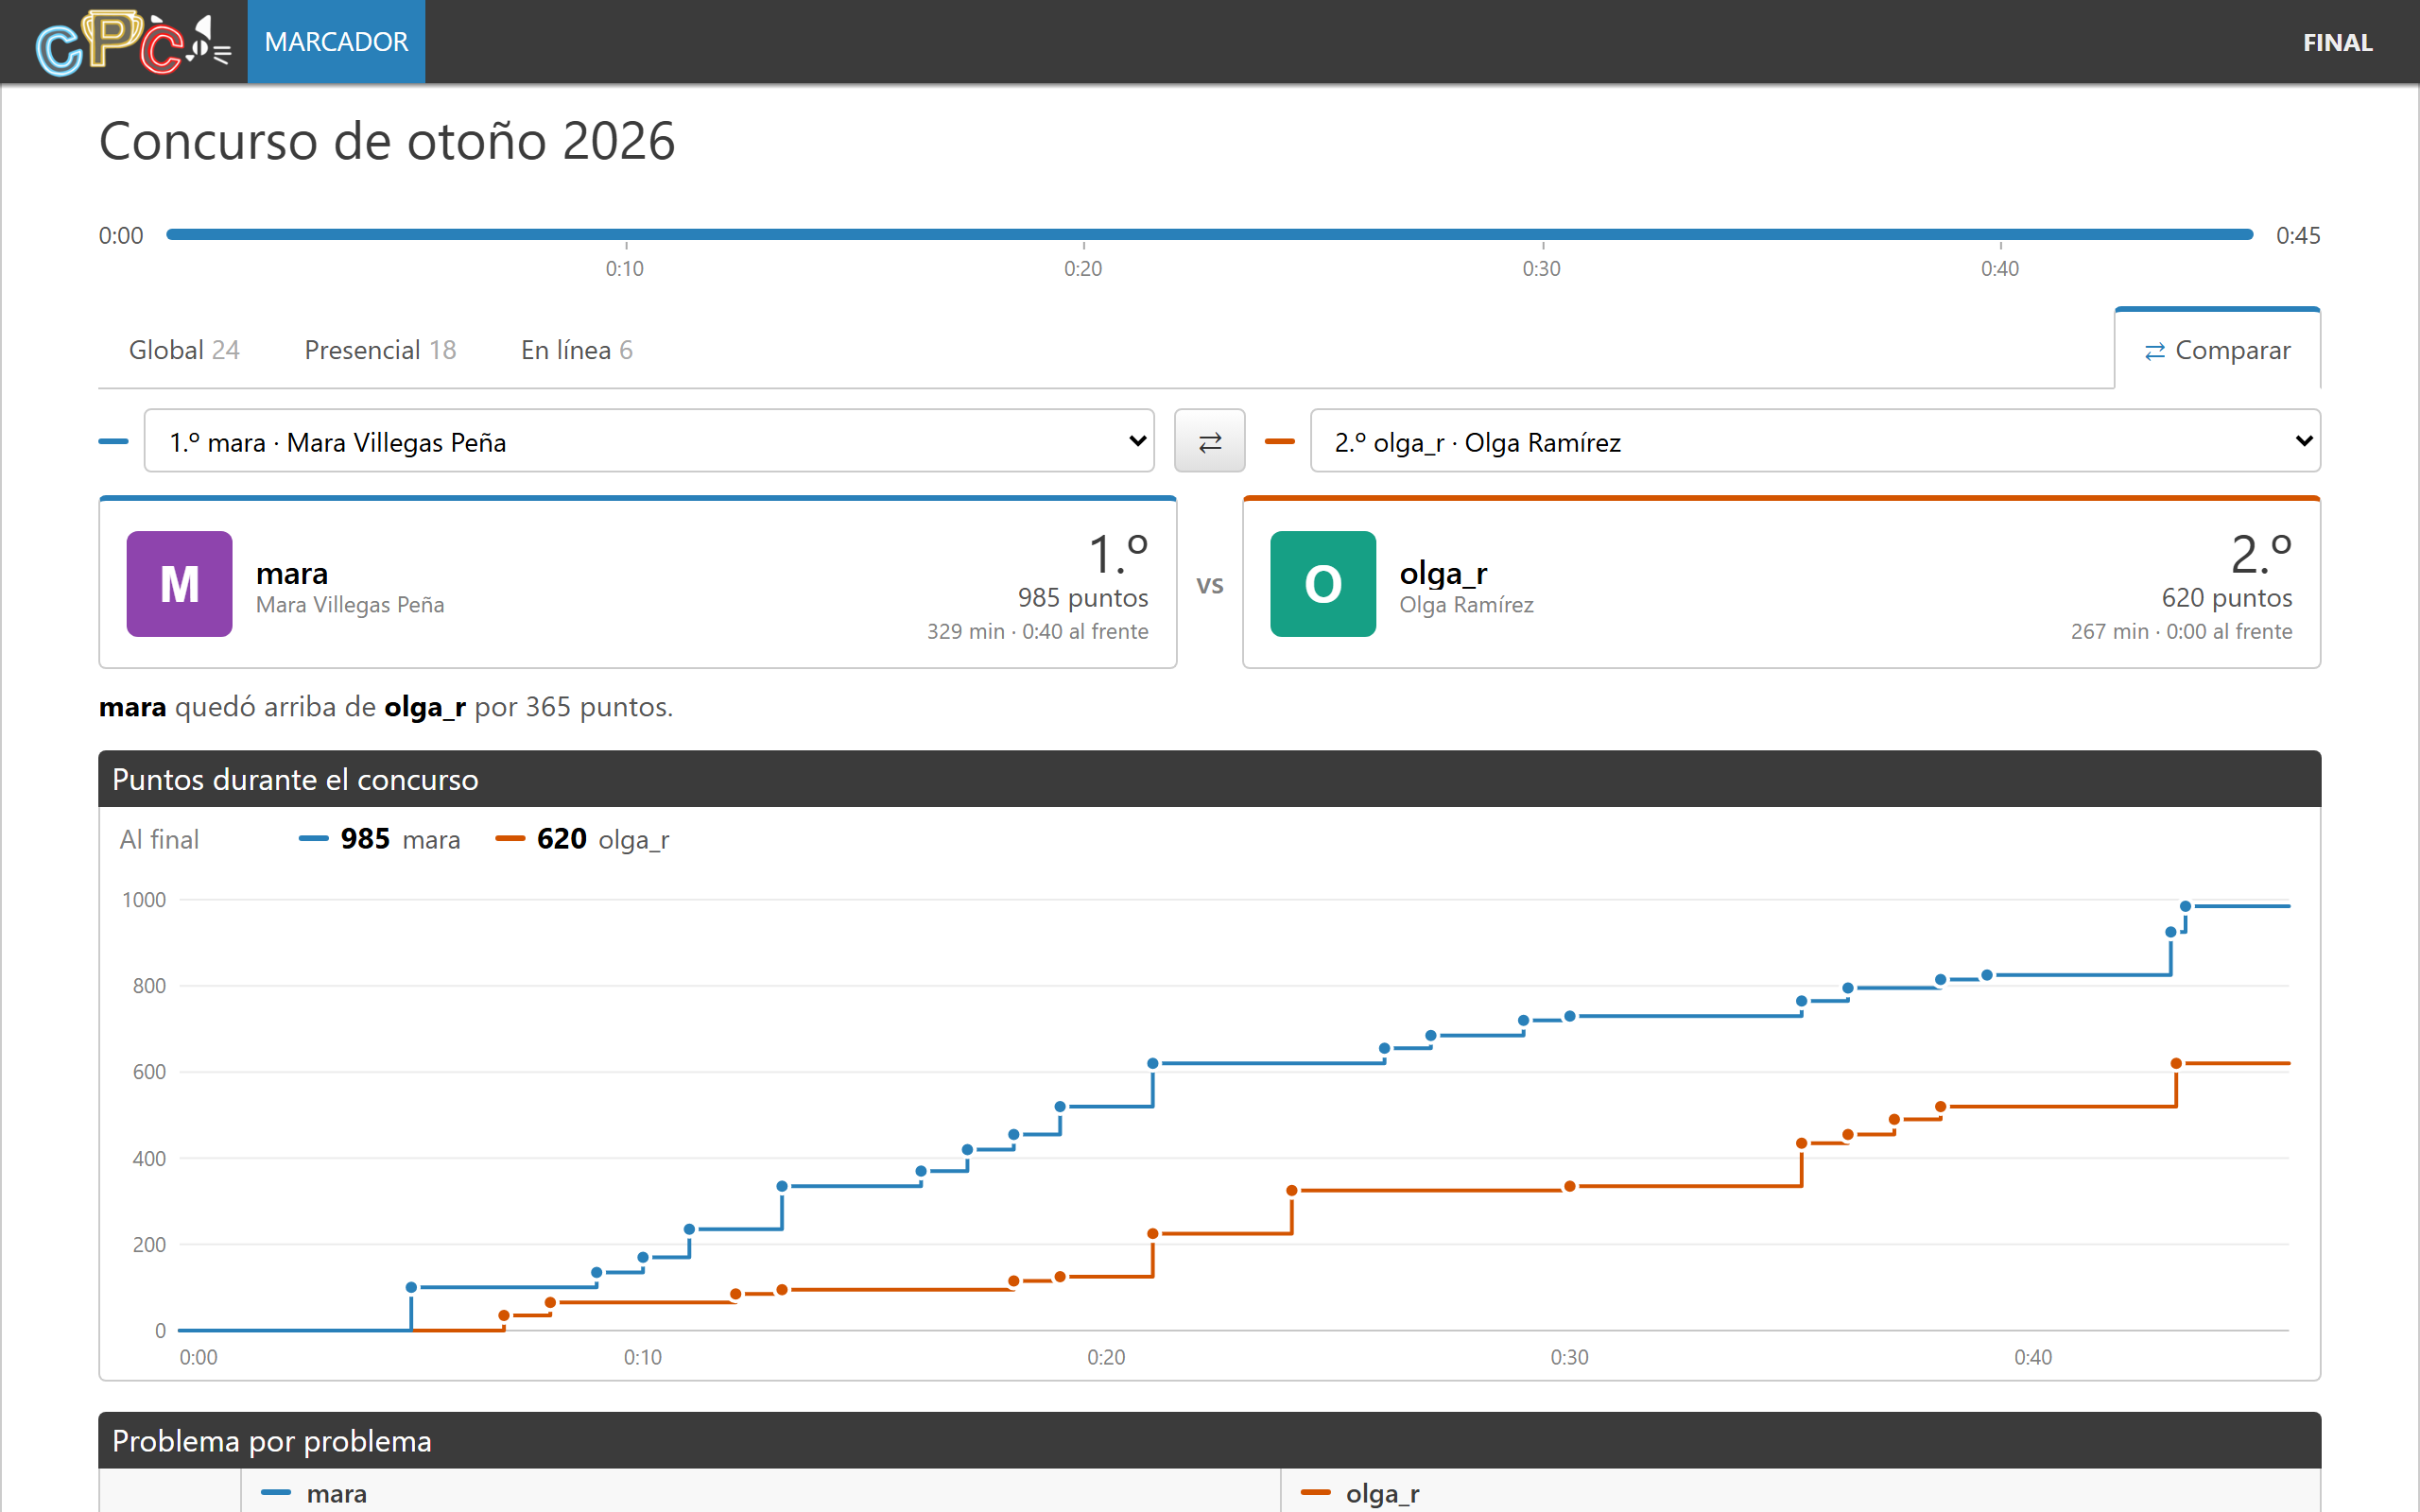 CPC
MARCADOR
FINAL
Concurso de otoño 2026
0:00
0:45
0:10 0:20 0:30 0:40
Global 24 Presencial 18 En línea 6
⇄ Comparar
1.º mara · Mara Villegas Peña
⇄
2.º olga_r · Olga Ramírez
M
mara
Mara Villegas Peña
1.º
985 puntos
329 min · 0:40 al frente
vs
O
olga_r
Olga Ramírez
2.º
620 puntos
267 min · 0:00 al frente
mara quedó arriba de olga_r por 365 puntos.
Puntos durante el concurso
Al final 985 mara 620 olga_r
1000
800
600
400
200
0
0:00 0:10 0:20 0:30 0:40
Problema por problema
mara olga_r